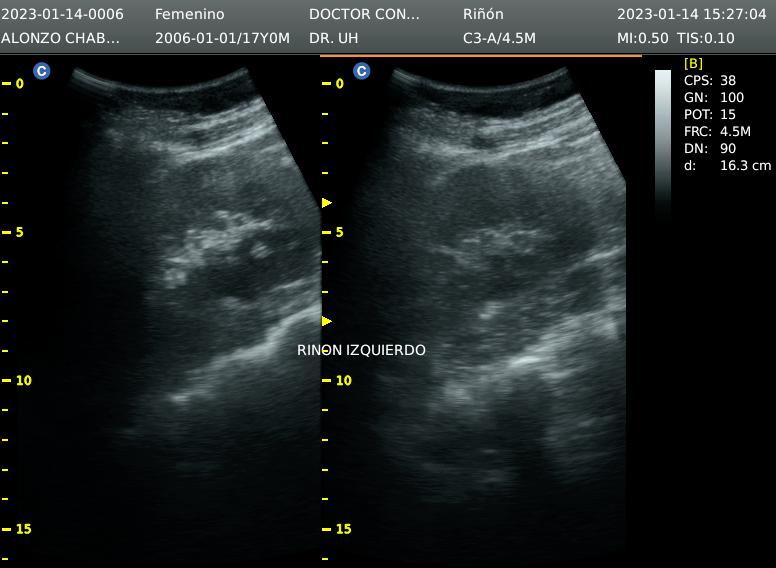 2023-01-14-0006 Femenino DOCTOR CON... Riñón 2023-01-14 15:27:04
ALONZO CHAB... 2006-01-01/17Y0M DR. UH C3-A/4.5M MI:0.50 TIS:0.10
C C [B]
0 0 CPS: 38
GN: 100
POT: 15
FRC: 4.5M
DN: 90
d: 16.3 cm
5 5
RINON IZQUIERDO
10 10
15 15